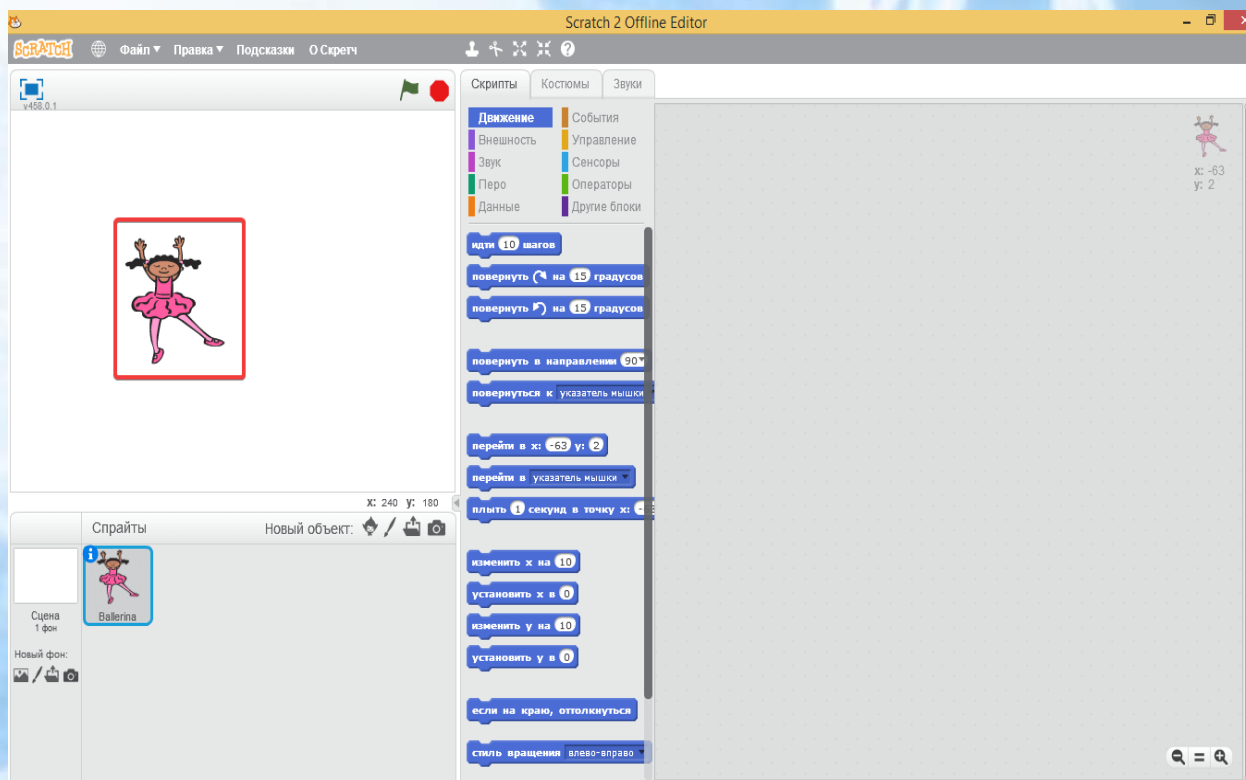 Scratch 2 Offline Editor
SCRATCH Файл Правка Подсказки О Скретч
v458.0.1
Скрипты Костюмы Звуки
Движение События
Внешность Управление
Звук Сенсоры
Перо Операторы
Данные Другие блоки
x: -63
y: 2
идти 10 шагов
повернуть на 15 градусов
повернуть на 15 градусов
повернуть в направлении 90
повернуться к указатель мышки
перейти в x: -63 y: 2
перейти в указатель мышки
плыть 1 секунд в точку x: -
изменить x на 10
установить x в 0
изменить y на 10
установить y в 0
если на краю, оттолкнуться
стиль вращения влево-вправо
X: 240 y: 180
Спрайты Новый объект:
Ballerina
Сцена
1 фон
Новый фон: